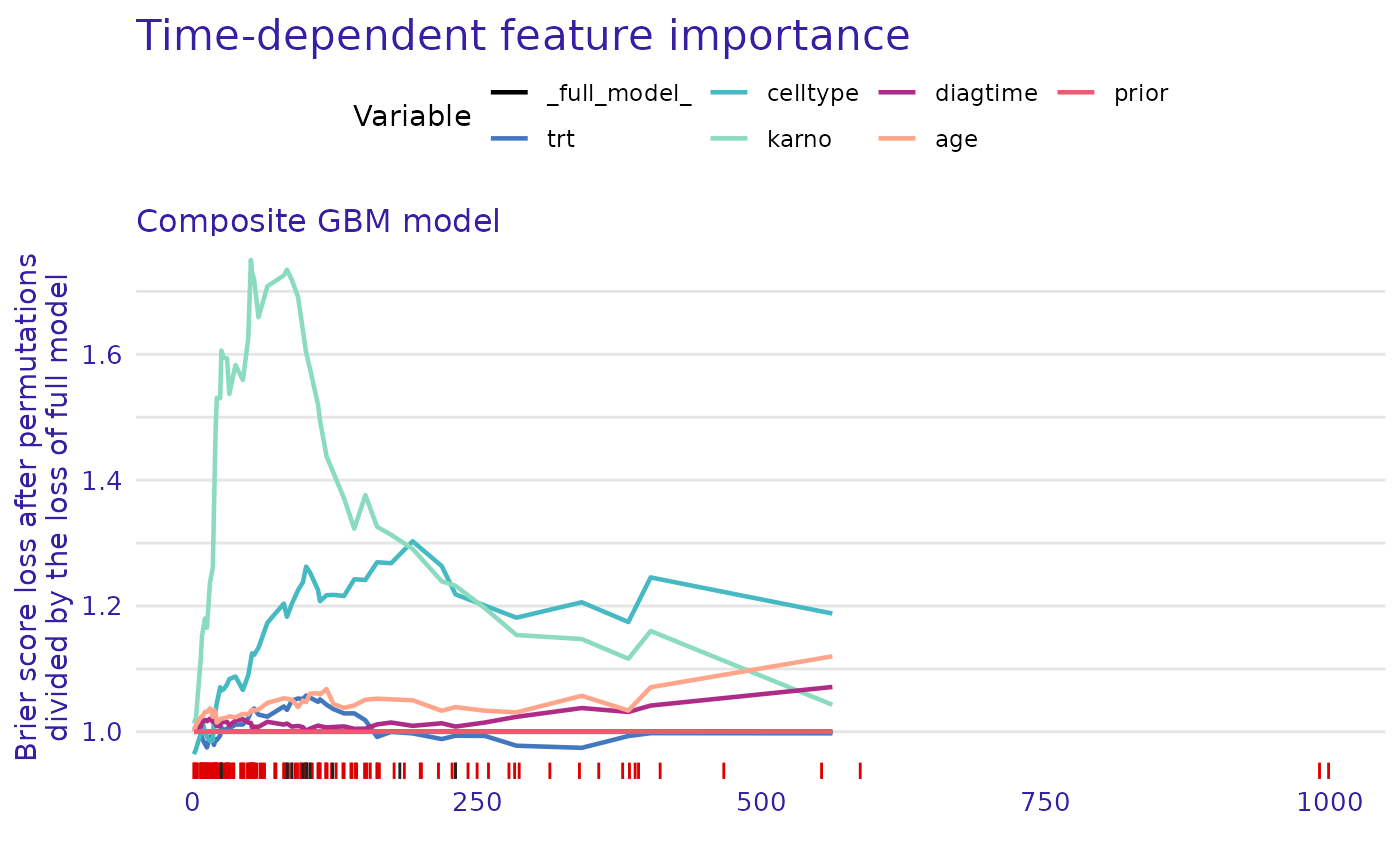 Time-dependent feature importance
Variable
_full_model_ celltype diagtime prior
trt karno age
Composite GBM model
Brier score loss after permutations
divided by the loss of full model
1.6
1.4
1.2
1.0
0 250 500 750 1000